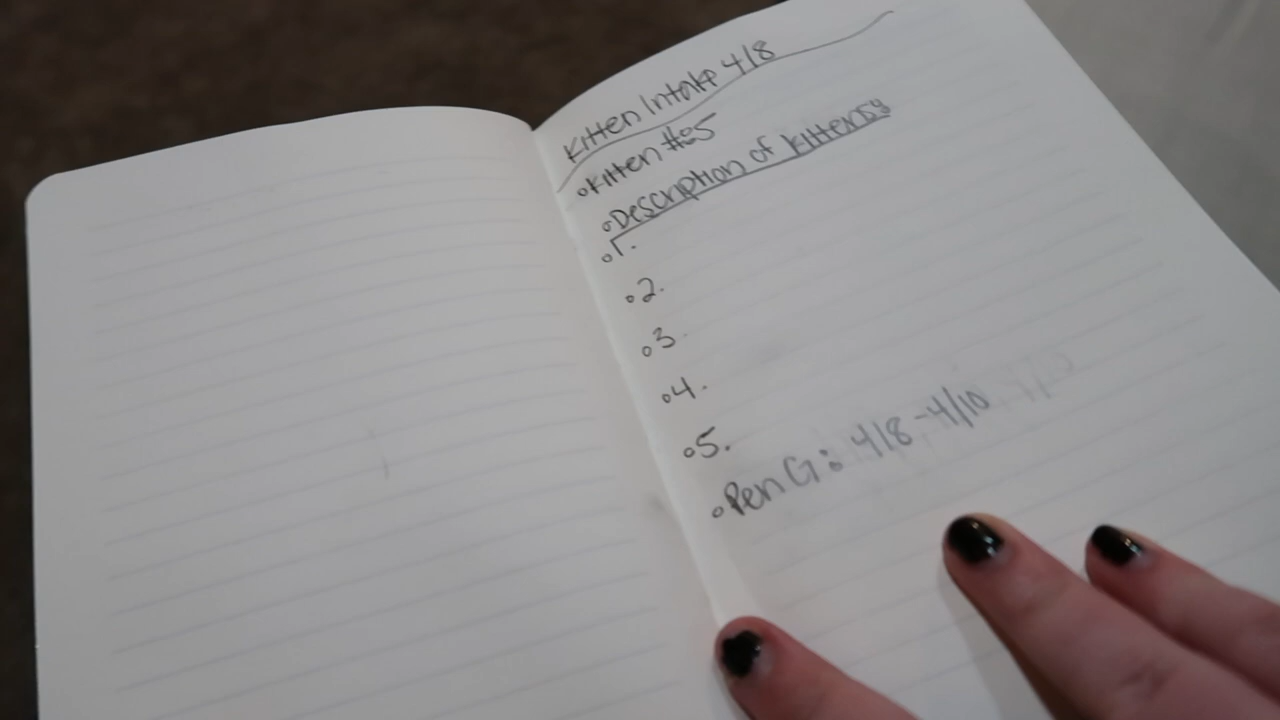 Kitten Intake 4/8
◦Kitten #:5
◦Description of kittens:
◦1.
◦2.
◦3.
◦4.
◦5.
◦Pen G: 4/8-4/10